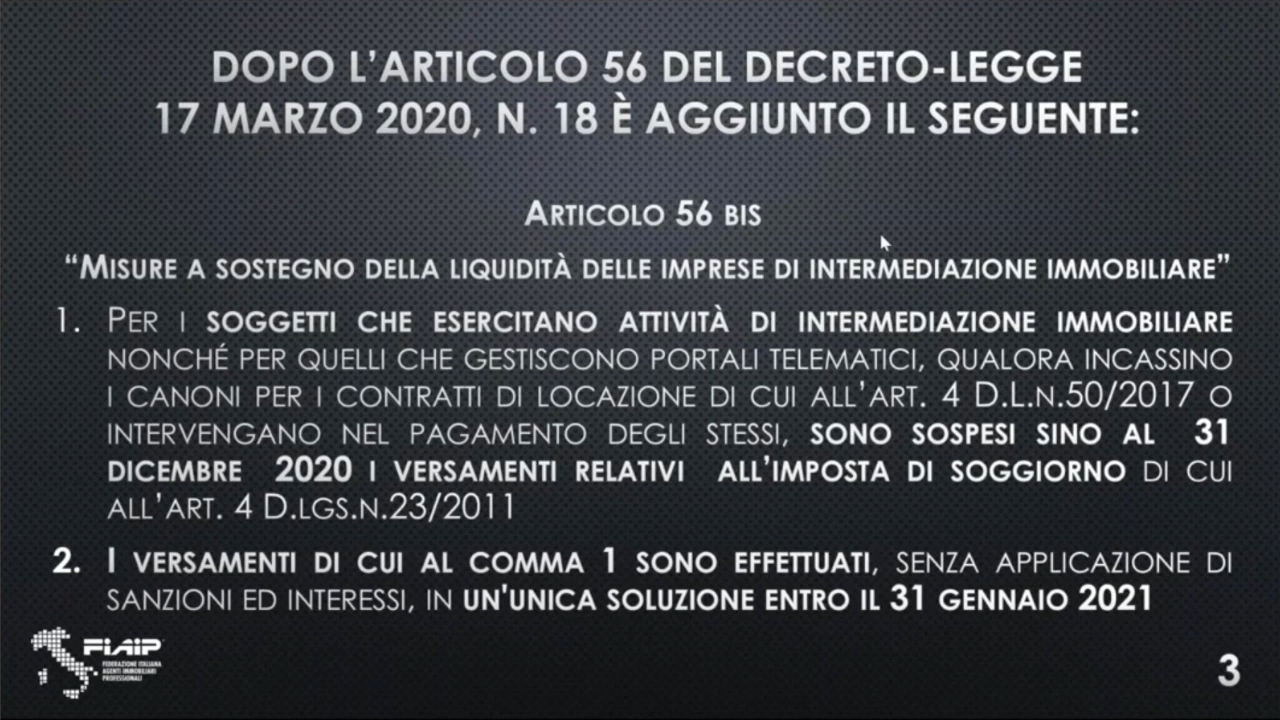 DOPO L'ARTICOLO 56 DEL DECRETO-LEGGE
17 MARZO 2020, N. 18 È AGGIUNTO IL SEGUENTE:
ARTICOLO 56 BIS
“MISURE A SOSTEGNO DELLA LIQUIDITÀ DELLE IMPRESE DI INTERMEDIAZIONE IMMOBILIARE”
1. PER I SOGGETTI CHE ESERCITANO ATTIVITÀ DI INTERMEDIAZIONE IMMOBILIARE
NONCHÉ PER QUELLI CHE GESTISCONO PORTALI TELEMATICI, QUALORA INCASSINO
I CANONI PER I CONTRATTI DI LOCAZIONE DI CUI ALL'ART. 4 D.L.N.50/2017 O
INTERVENGANO NEL PAGAMENTO DEGLI STESSI, SONO SOSPESI SINO AL 31
DICEMBRE 2020 I VERSAMENTI RELATIVI ALL'IMPOSTA DI SOGGIORNO DI CUI
ALL'ART. 4 D.LGS.N.23/2011
2. I VERSAMENTI DI CUI AL COMMA 1 SONO EFFETTUATI, SENZA APPLICAZIONE DI
SANZIONI ED INTERESSI, IN UN'UNICA SOLUZIONE ENTRO IL 31 GENNAIO 2021
FIAIP
FEDERAZIONE ITALIANA
AGENTI IMMOBILIARI
PROFESSIONALI
3